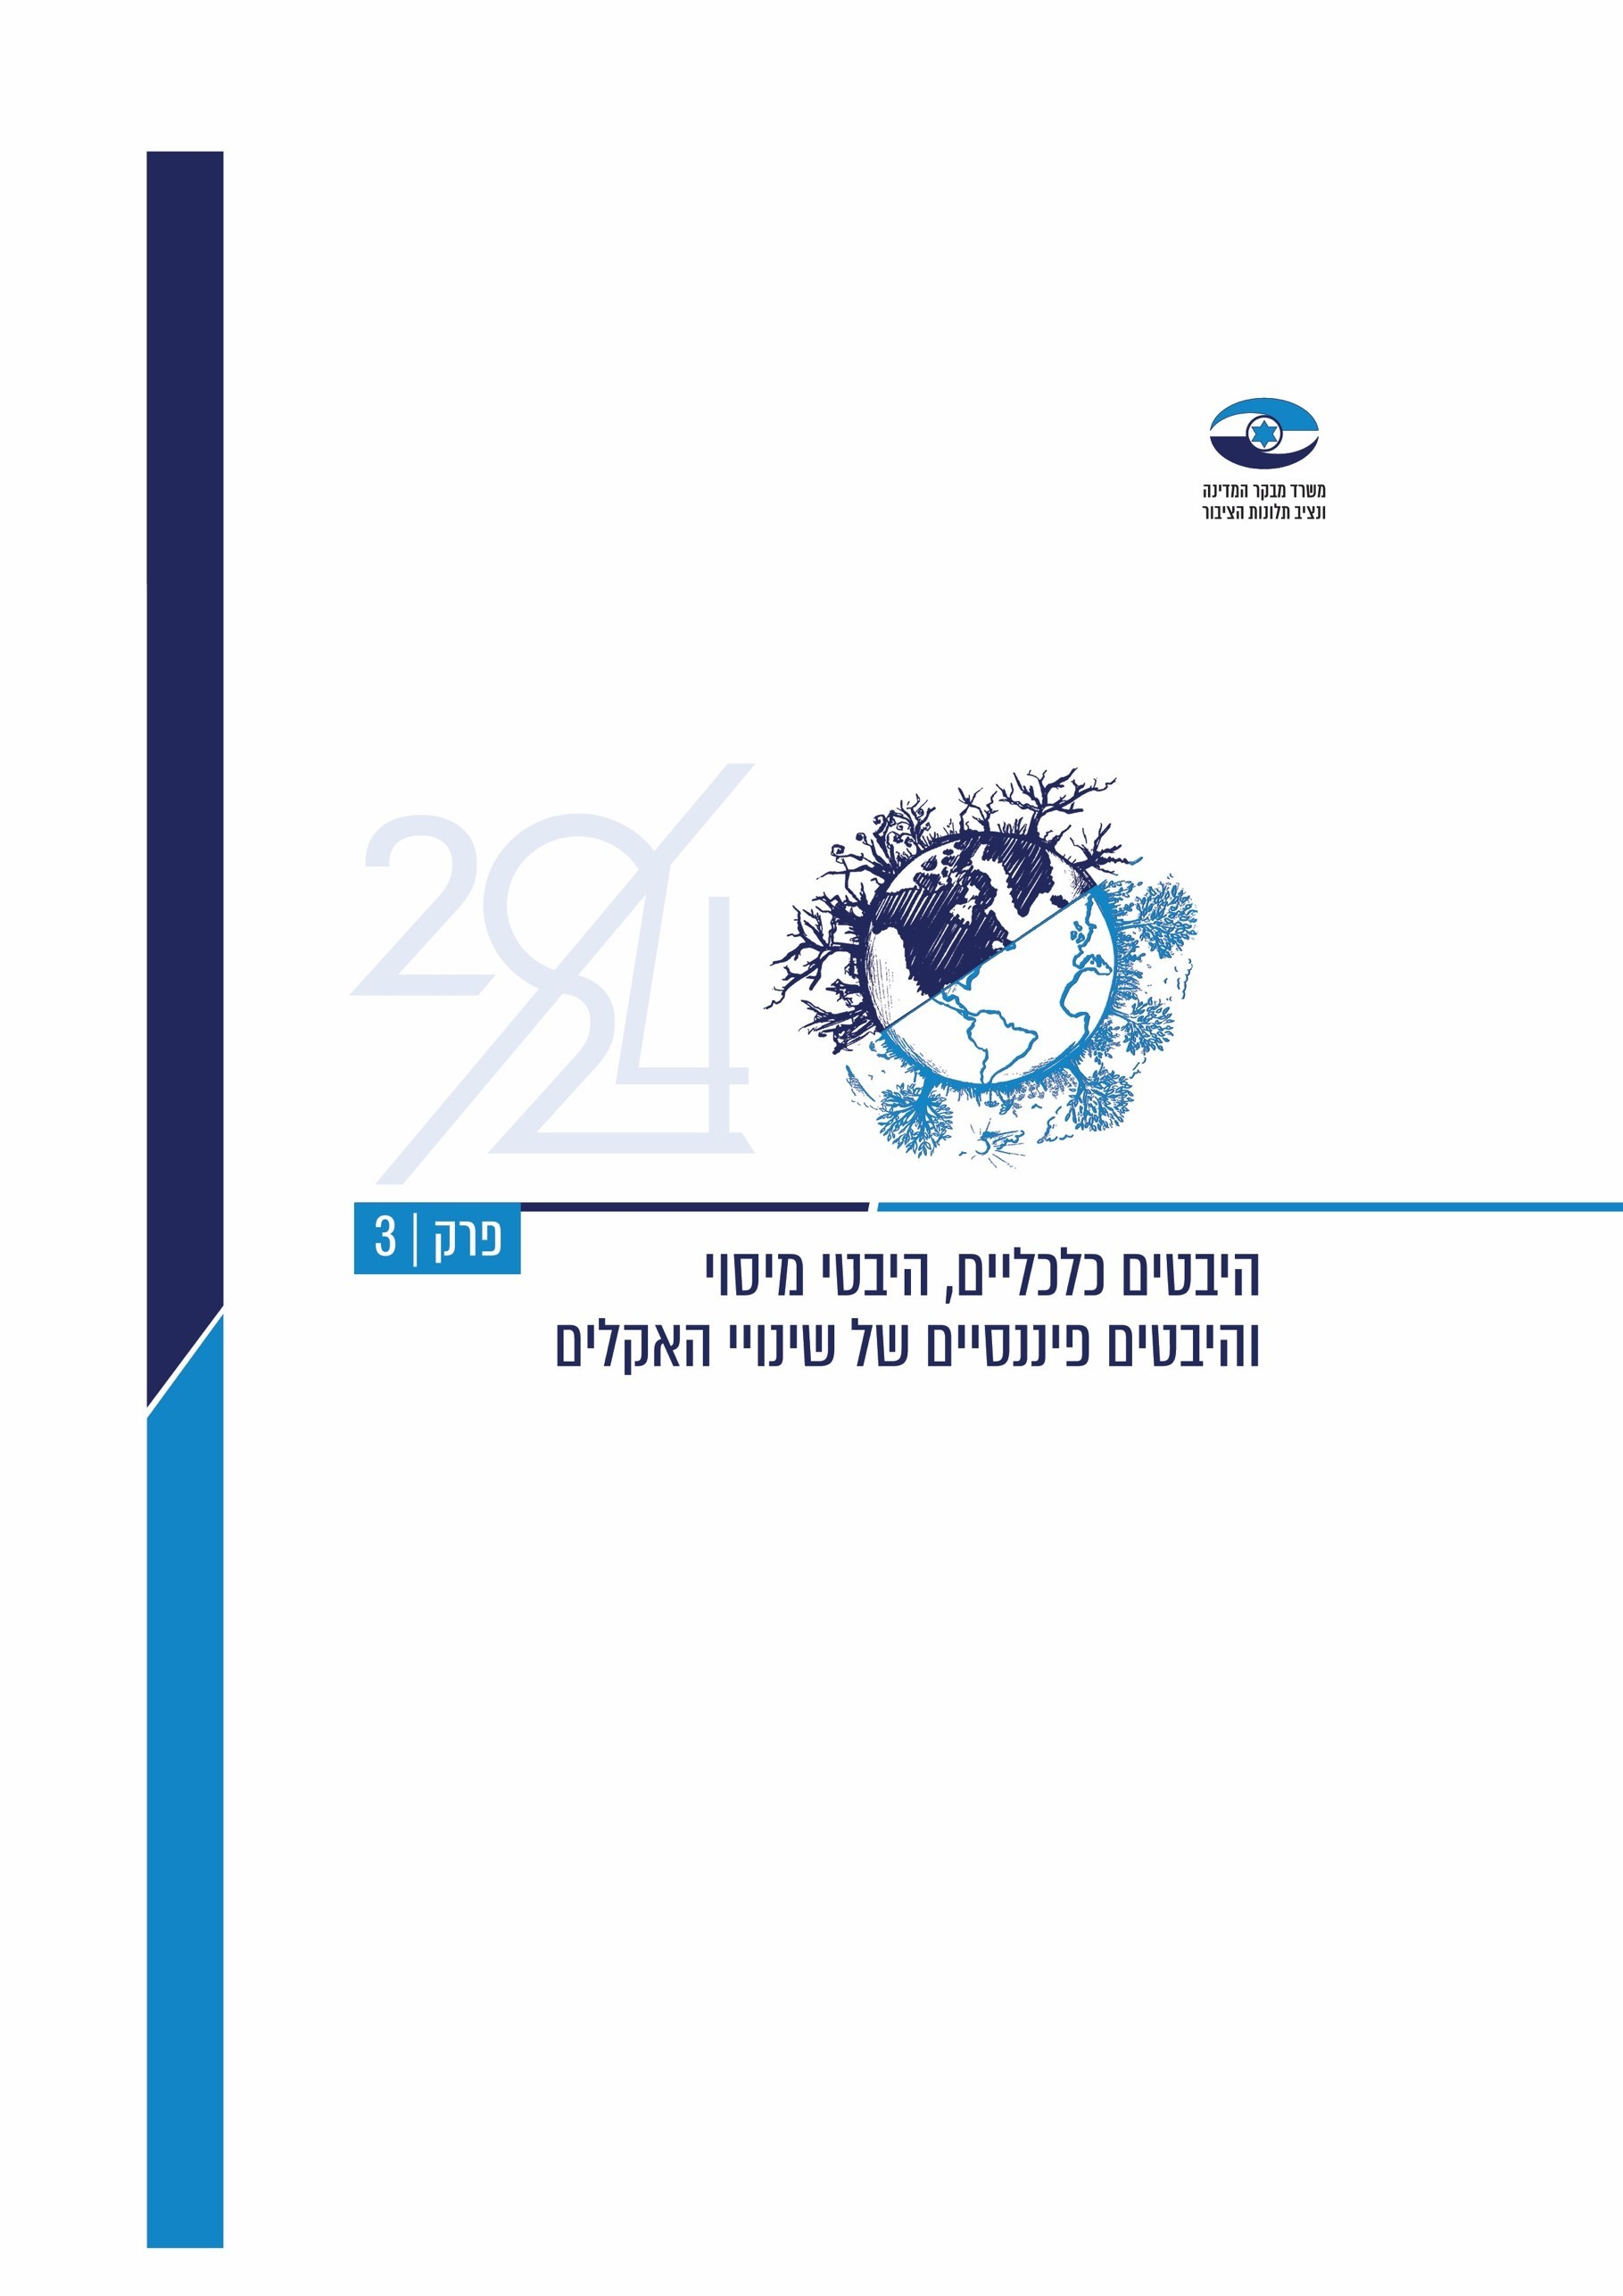 משרד מבקר המדינה
ונציב תלונות הציבור
2024
פרק | 3
היבטים כלכליים, היבטי מיסוי
והיבטים פיננסיים של שינויי האקלים